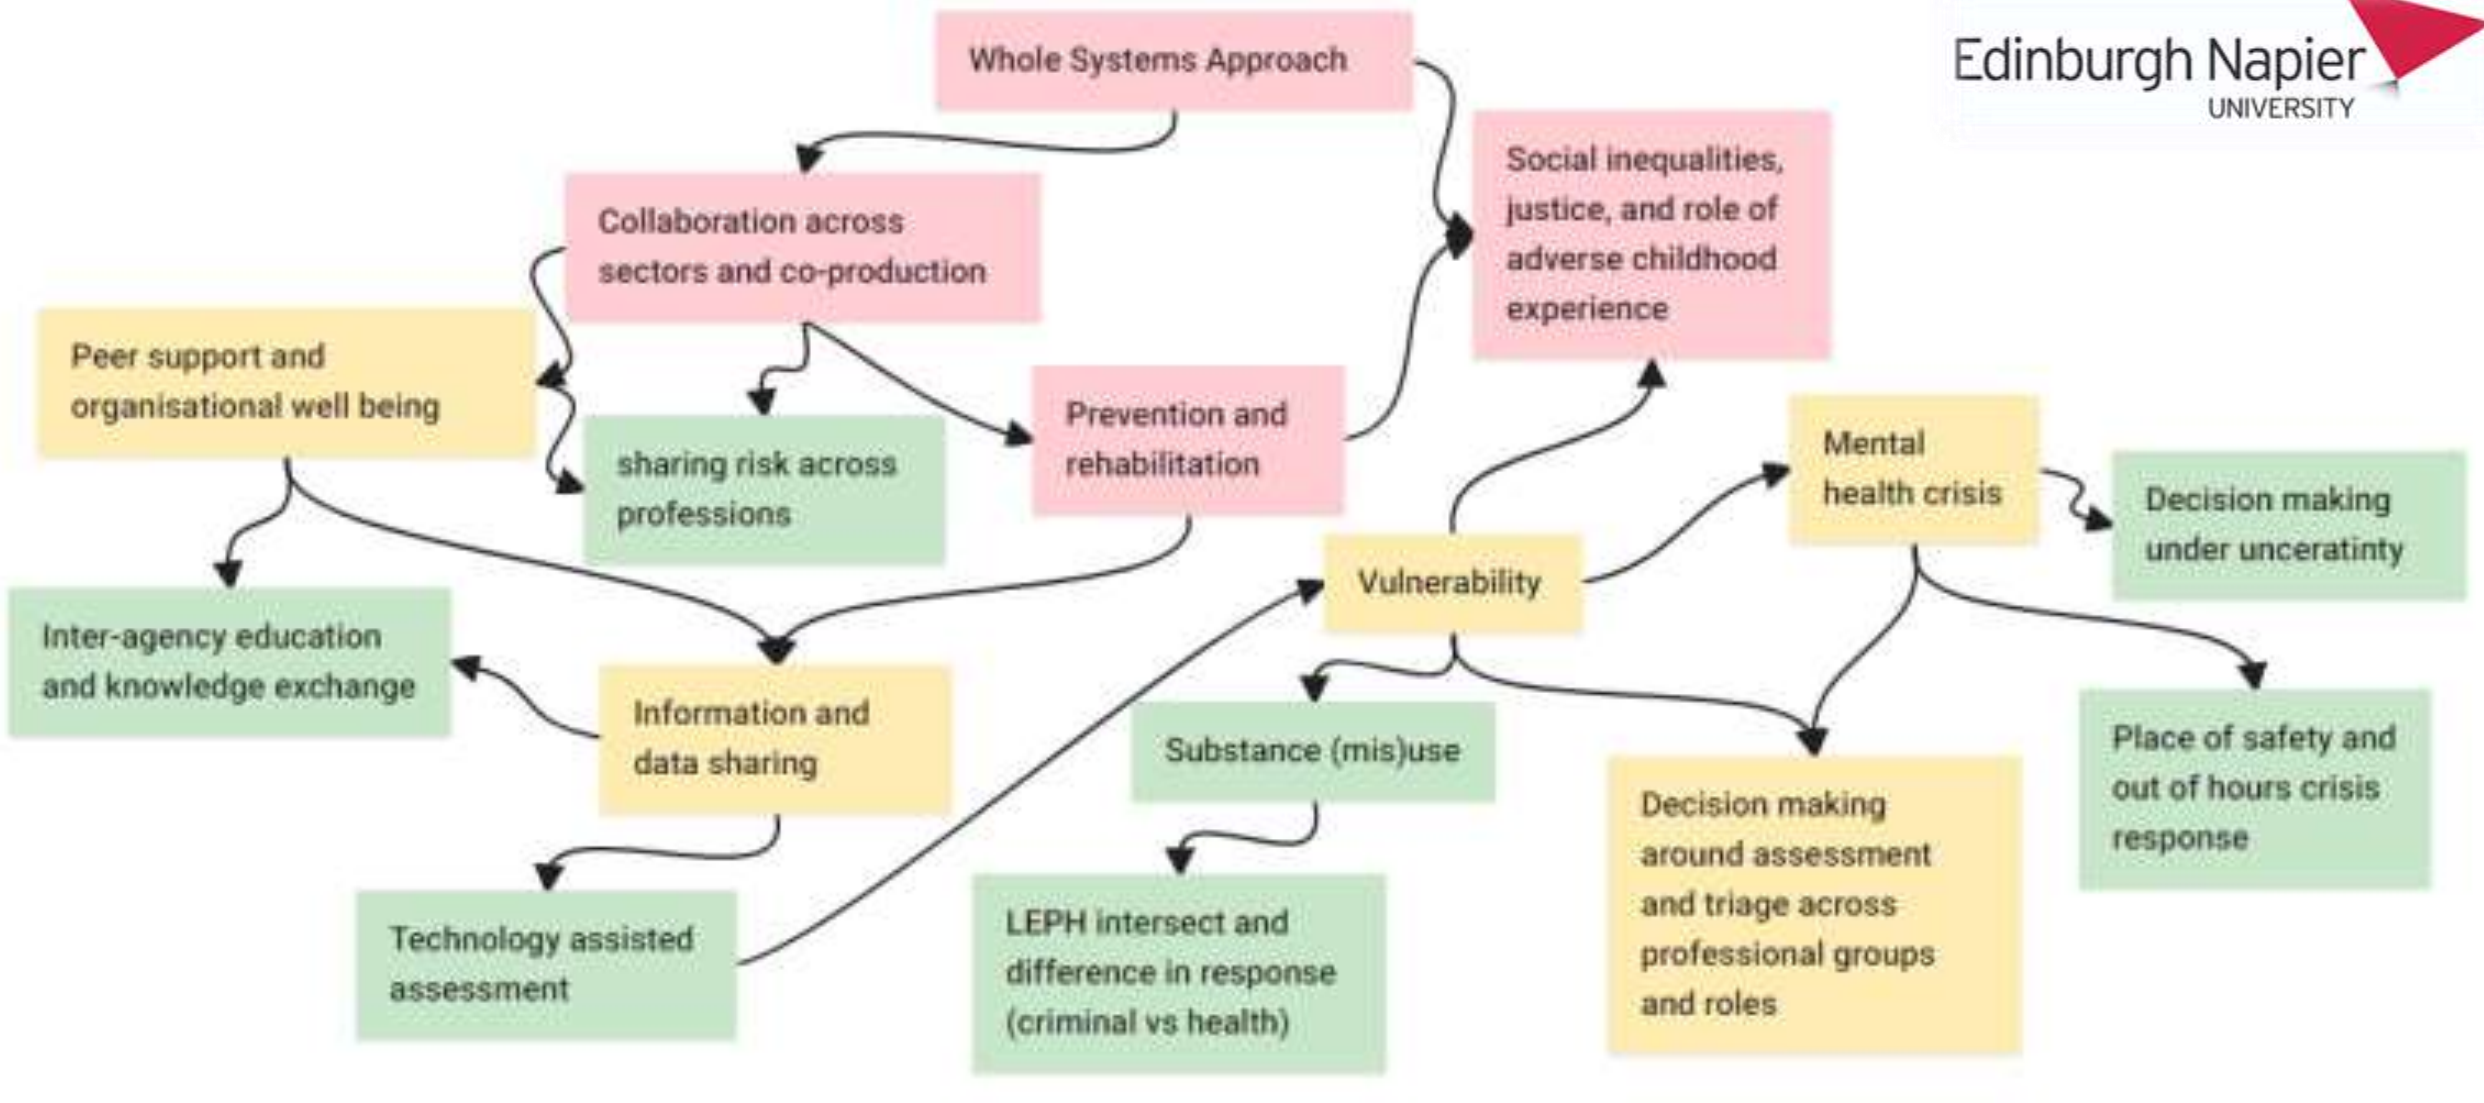 Whole Systems Approach
Edinburgh Napier
UNIVERSITY
Social inequalities,
justice, and role of
adverse childhood
experience
Collaboration across
sectors and co-production
Peer support and
organisational well being
sharing risk across
professions
Prevention and
rehabilitation
Mental
health crisis
Decision making
under unceratinty
Vulnerability
Inter-agency education
and knowledge exchange
Information and
data sharing
Substance (mis)use
Place of safety and
out of hours crisis
response
Decision making
around assessment
and triage across
professional groups
and roles
Technology assisted
assessment
LEPH intersect and
difference in response
(criminal vs health)